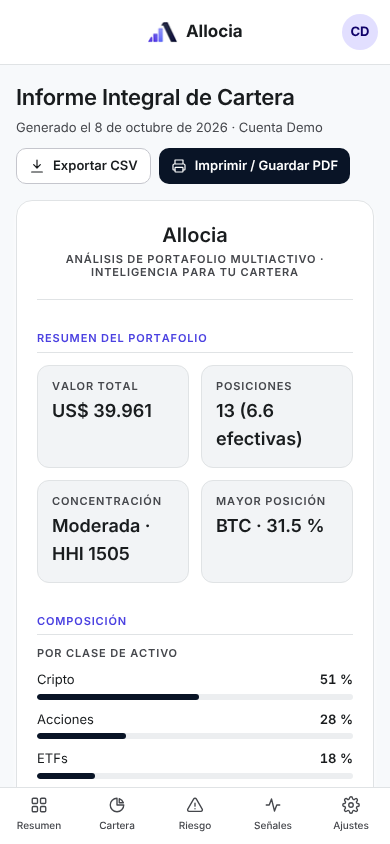 Allocia
CD
Informe Integral de Cartera
Generado el 8 de octubre de 2026 · Cuenta Demo
Exportar CSV
Imprimir / Guardar PDF
Allocia
ANÁLISIS DE PORTAFOLIO MULTIACTIVO ·
INTELIGENCIA PARA TU CARTERA
RESUMEN DEL PORTAFOLIO
VALOR TOTAL
US$ 39.961
POSICIONES
13 (6.6
efectivas)
CONCENTRACIÓN
Moderada ·
HHI 1505
MAYOR POSICIÓN
BTC · 31.5 %
COMPOSICIÓN
POR CLASE DE ACTIVO
Cripto 51 %
Acciones 28 %
ETFs 18 %
Resumen
Cartera
Riesgo
Señales
Ajustes